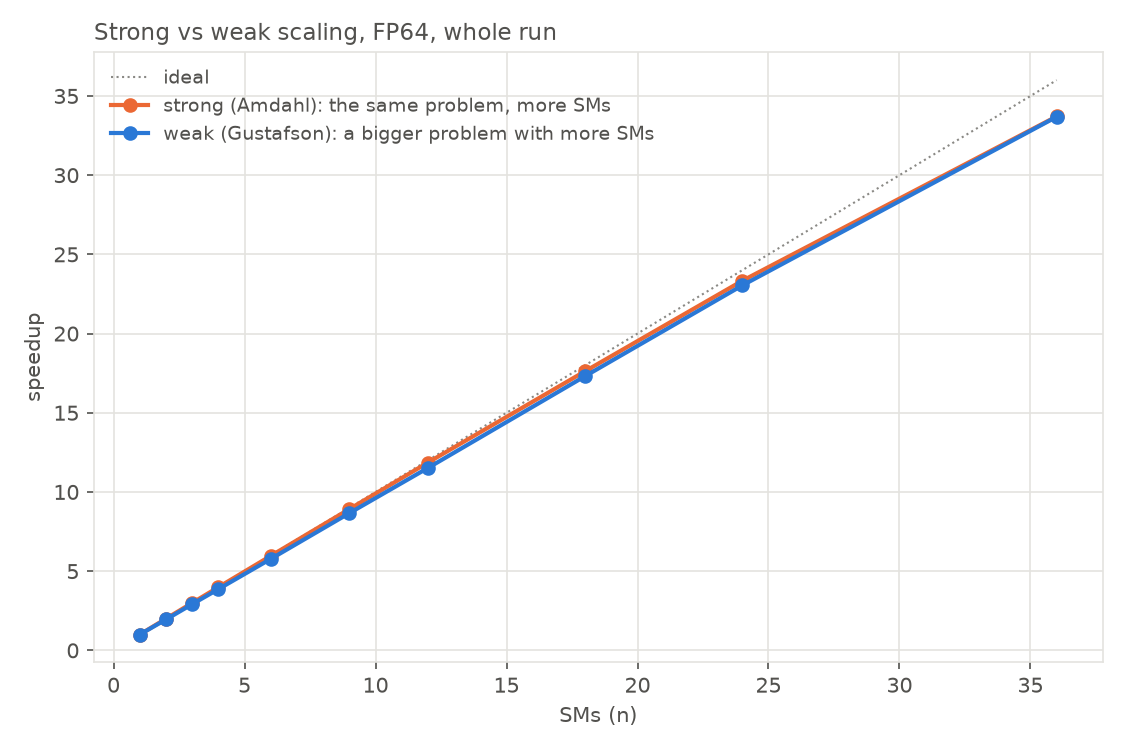 Strong vs weak scaling, FP64, whole run
ideal
strong (Amdahl): the same problem, more SMs
weak (Gustafson): a bigger problem with more SMs
35
30
25
20
15
10
5
0
speedup
0 5 10 15 20 25 30 35
SMs (n)